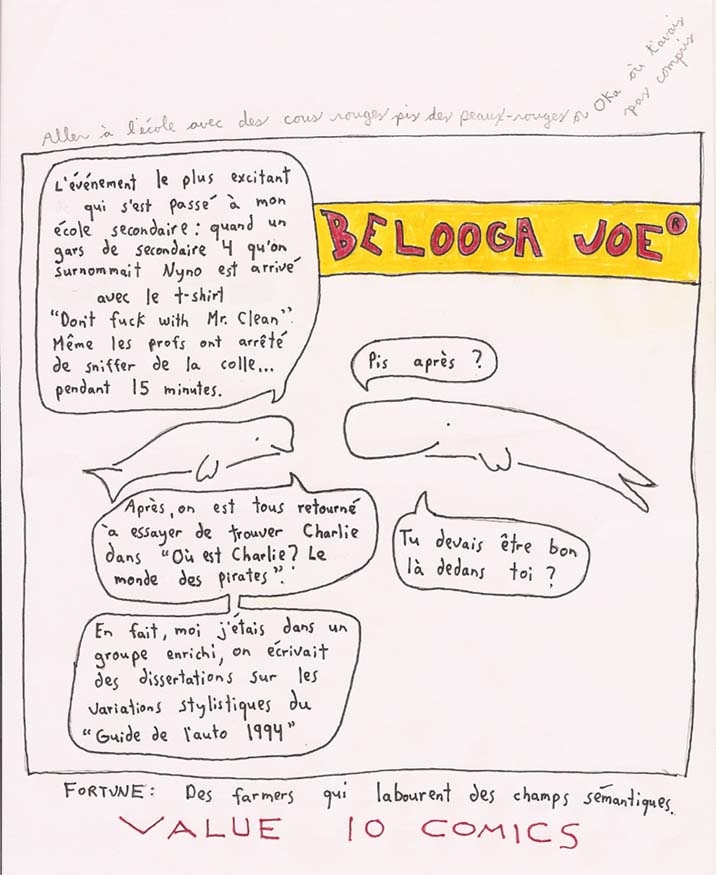 Aller à l'école avec des cous rouges pis des peaux-rouges ou Oka où t'avais
pas compris
L'événement le plus excitant
qui s'est passé à mon
école secondaire : quand un
gars de secondaire 4 qu'on
surnommait Nyno est arrivé
avec le t-shirt
"Don't fuck with Mr. Clean".
Même les profs ont arrêté
de sniffer de la colle...
pendant 15 minutes.
BELOOGA JOE®
Pis après ?
Après, on est tous retourné
à essayer de trouver Charlie
dans "Où est Charlie? Le
monde des pirates".
Tu devais être bon
là dedans toi ?
En fait, moi j'étais dans un
groupe enrichi, on écrivait
des dissertations sur les
variations stylistiques du
"Guide de l'auto 1994"
FORTUNE : Des farmers qui labourent des champs sémantiques.
VALUE 10 COMICS